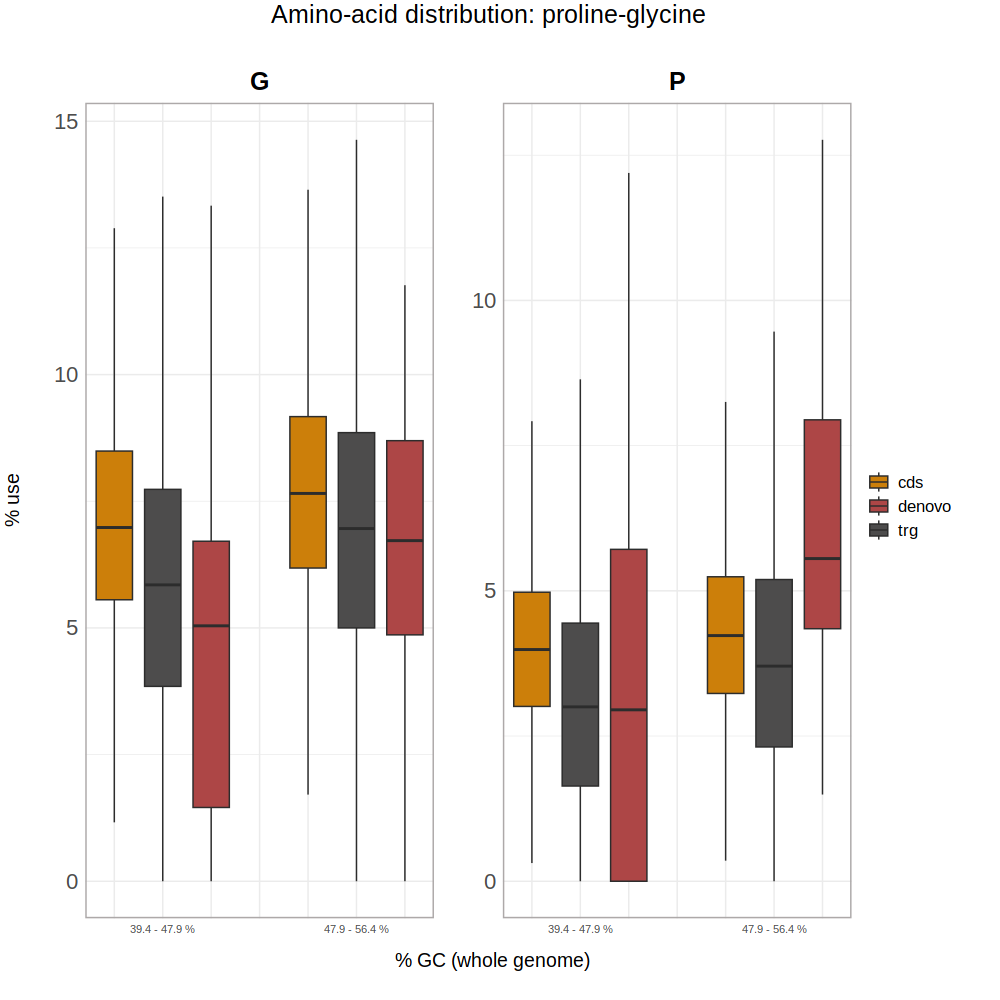 Amino-acid distribution: proline-glycine
G
P
15
10
5
0
10
5
0
% use
39.4 - 47.9 %
47.9 - 56.4 %
39.4 - 47.9 %
47.9 - 56.4 %
% GC (whole genome)
cds
denovo
trg